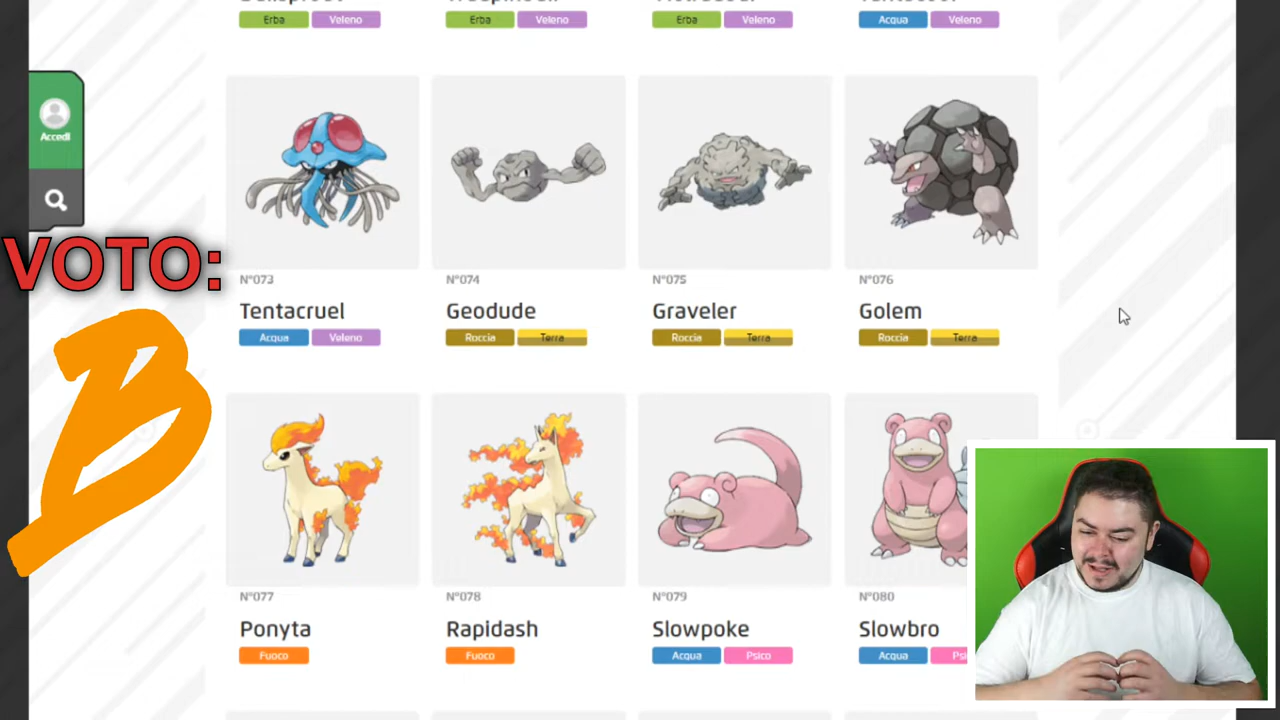 Erba Veleno Erba Veleno Erba Veleno Acqua Veleno
Accedi
VOTO:
B
N°073 N°074 N°075 N°076
Tentacruel Geodude Graveler Golem
Acqua Veleno Roccia Terra Roccia Terra Roccia Terra
N°077 N°078 N°079 N°080
Ponyta Rapidash Slowpoke Slowbro
Fuoco Fuoco Acqua Psico Acqua Psi